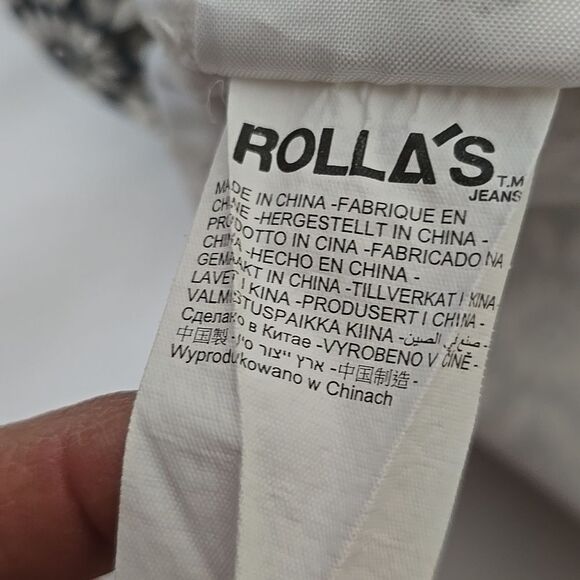 ROLLA'S T.M
JEANS
MADE IN CHINA -FABRIQUE EN
CHINE -HERGESTELLT IN CHINA -
PRODOTTO IN CINA -FABRICADO NA
CHINA -HECHO EN CHINA -
GEMAAKT IN CHINA -TILLVERKAT I KINA
LAVET I KINA -PRODUSERT I CHINA -
VALMISTUSPAIKKA KIINA -صنع في الصين -
Сделано в Китае -VYROBENO V ČÍNĚ -
中国製 - ארץ ייצור סין -中国制造 -
Wyprodukowano w Chinach